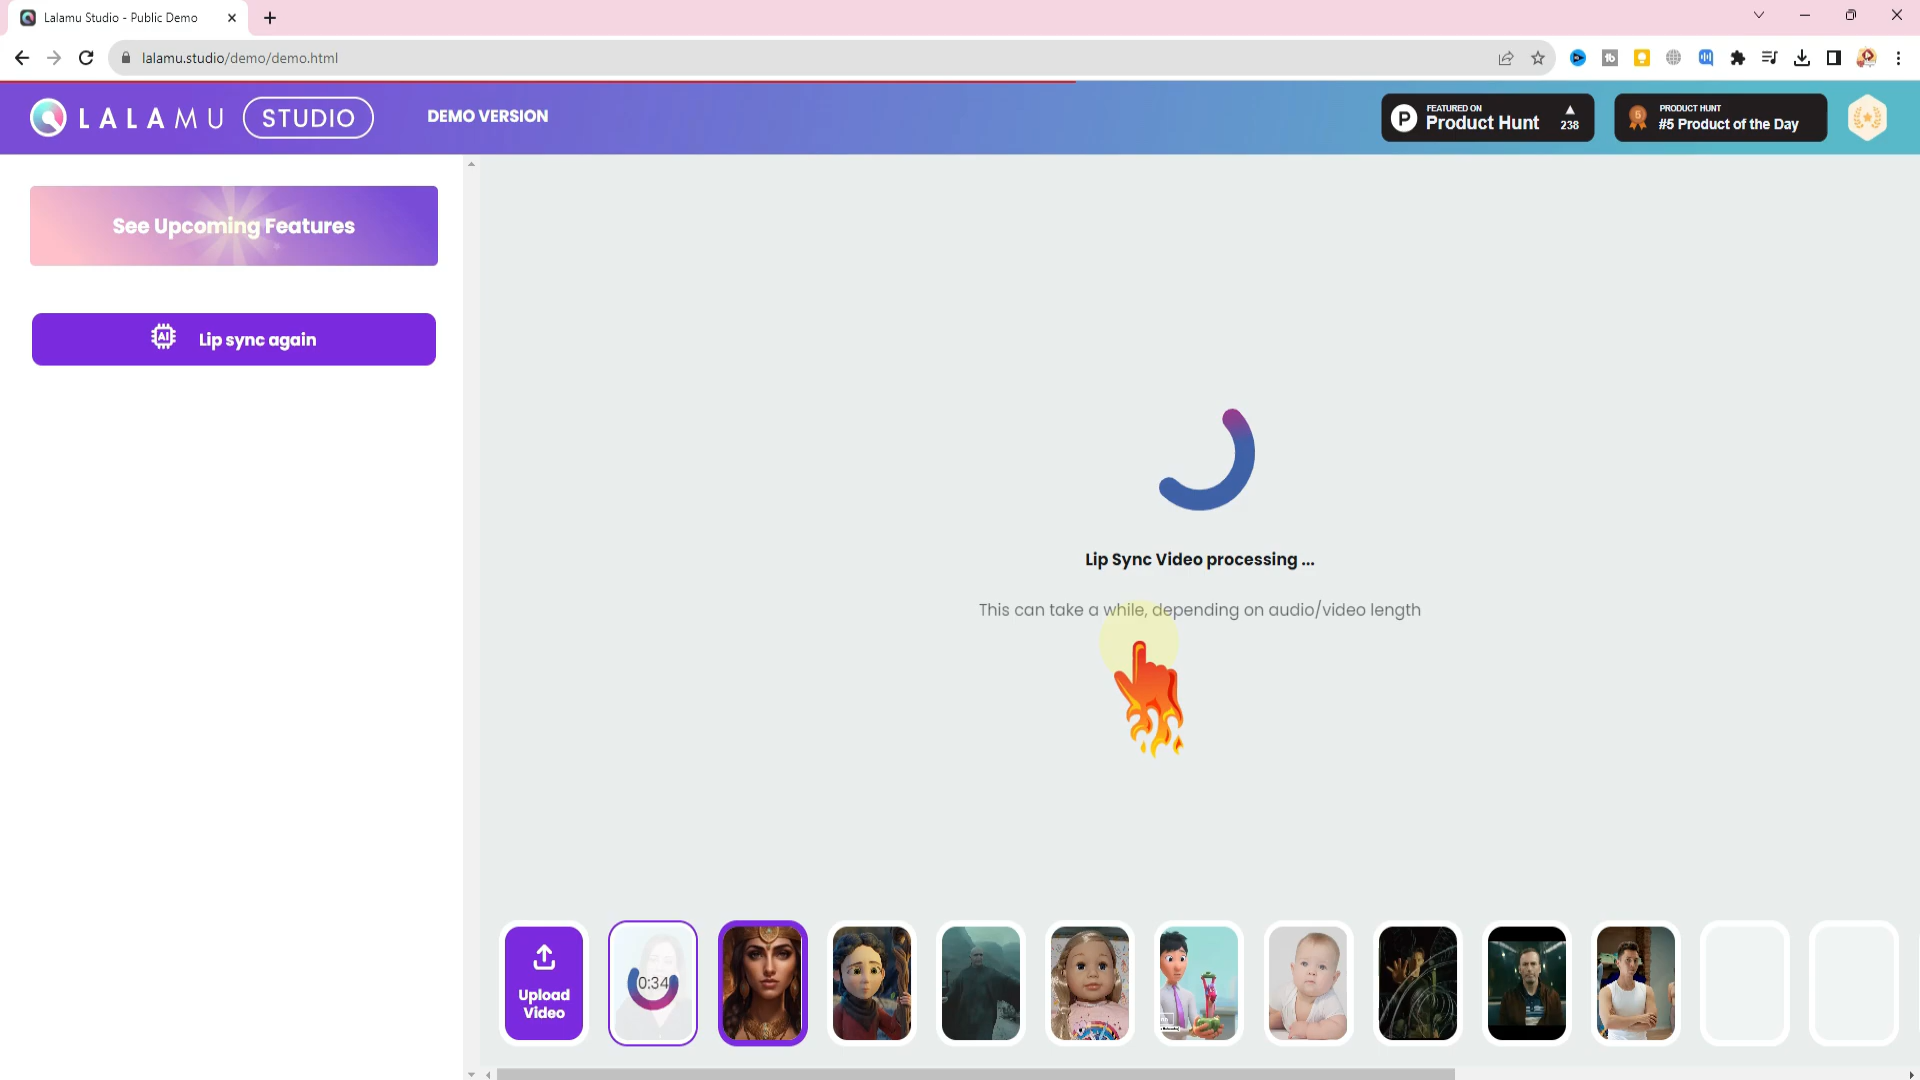 Lalamu Studio - Public Demo
lalamu.studio/demo/demo.html
LALAMU STUDIO
DEMO VERSION
FEATURED ON
Product Hunt
238
PRODUCT HUNT
#5 Product of the Day
See Upcoming Features
AI Lip sync again
Lip Sync Video processing ...
This can take a while, depending on audio/video length
Upload
Video
0:34